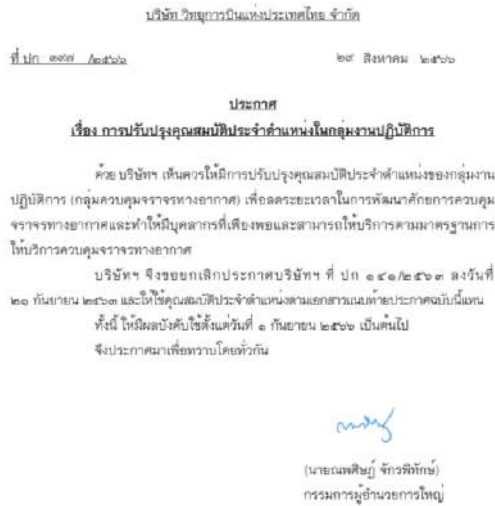 บริษัท วิทยุการบินแห่งประเทศไทย จำกัด
ที่ ปก ๓๙๗ /๒๕๖๖ ๒๙ สิงหาคม ๒๕๖๖
ประกาศ
เรื่อง การปรับปรุงคุณสมบัติประจำตำแหน่งในกลุ่มงานปฏิบัติการ
ด้วย บริษัทฯ เห็นควรให้มีการปรับปรุงคุณสมบัติประจำตำแหน่งของกลุ่มงาน
ปฏิบัติการ (กลุ่มควบคุมจราจรทางอากาศ) เพื่อลดระยะเวลาในการพัฒนาศักยการควบคุม
จราจรทางอากาศและทำให้มีบุคลากรที่เพียงพอและสามารถให้บริการตามมาตรฐานการ
ให้บริการควบคุมจราจรทางอากาศ
บริษัทฯ จึงขอยกเลิกประกาศบริษัทฯ ที่ ปก ๑๔๑/๒๕๖๓ ลงวันที่
๒๑ กันยายน ๒๕๖๓ และให้ใช้คุณสมบัติประจำตำแหน่งตามเอกสารแนบท้ายประกาศฉบับนี้แทน
ทั้งนี้ ให้มีผลบังคับใช้ตั้งแต่วันที่ ๑ กันยายน ๒๕๖๖ เป็นต้นไป
จึงประกาศมาเพื่อทราบโดยทั่วกัน
(นายณพศิษฏ์ จักรพิทักษ์)
กรรมการผู้อำนวยการใหญ่